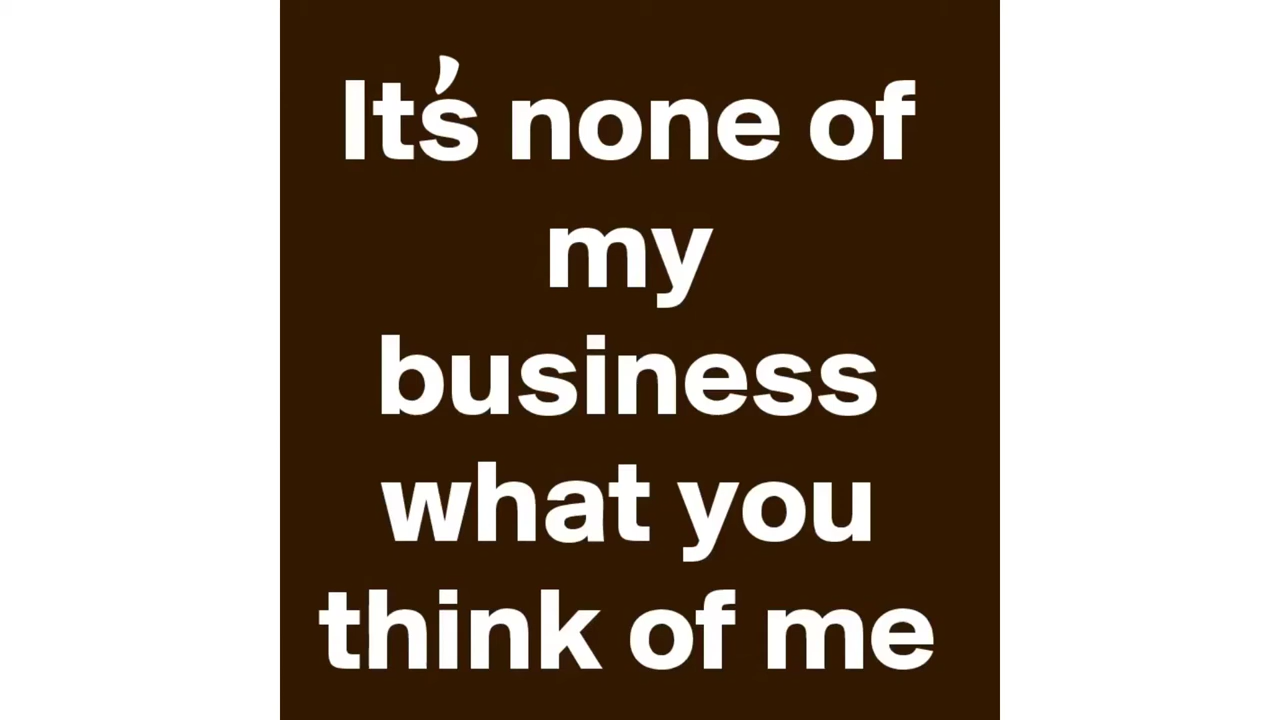 It's none of
my
business
what you
think of me